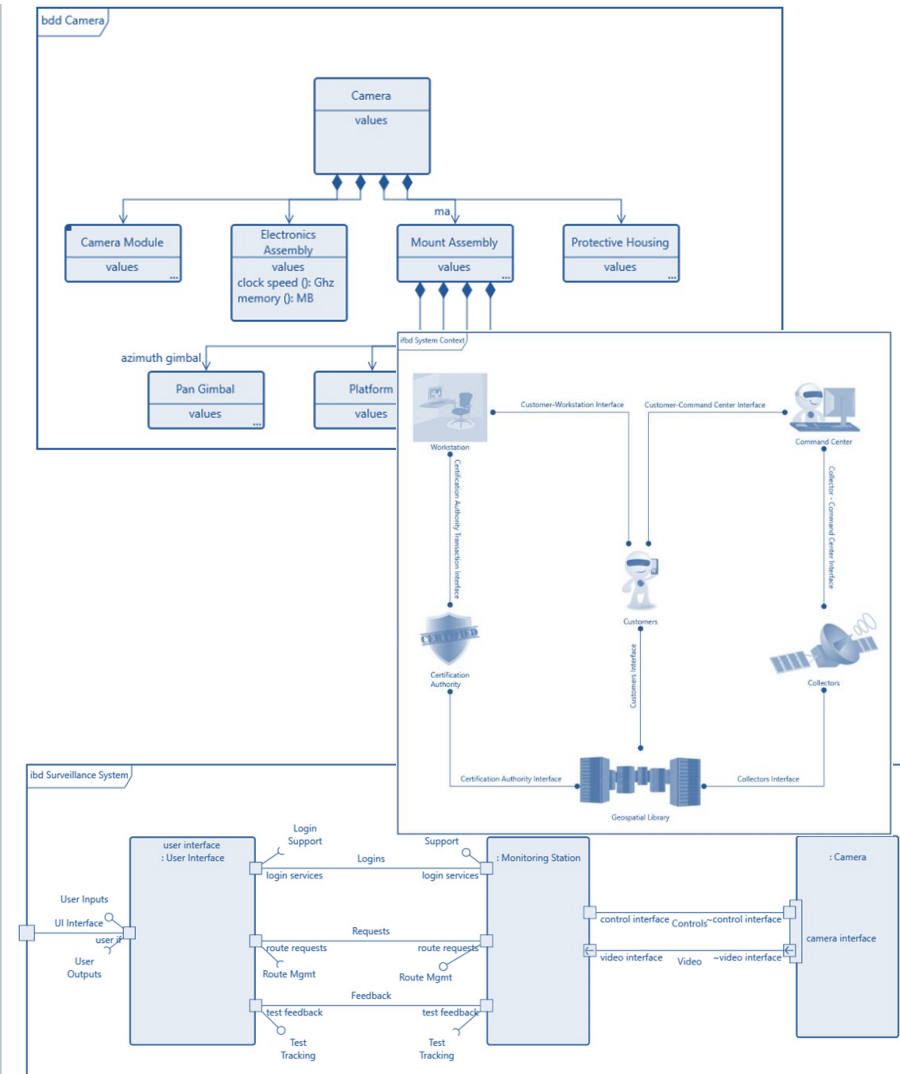 bdd Camera
Camera
values
ma
Camera Module
values
...
Electronics
Assembly
values
clock speed (): Ghz
memory (): MB
Mount Assembly
values
...
Protective Housing
values
...
azimuth gimbal
Pan Gimbal
values
...
Platform
values
ifbd System Context
Customer-Workstation Interface
Customer-Command Center Interface
Workstation
Command Center
Certification Authority Transaction Interface
Collector - Command Center Interface
CERTIFIED
Customers
Certification
Authority
Customers Interface
Collectors
Certification Authority Interface
Collectors Interface
Geospatial Library
ibd Surveillance System
user interface
: User Interface
Login
Support
Logins
login services
Support
login services
: Monitoring Station
: Camera
User Inputs
UI Interface
user if
User
Outputs
Requests
route requests
Route Mgmt
route requests
Route Mgmt
control interface
Controls
~control interface
camera interface
video interface
Video
~video interface
Feedback
test feedback
Test
Tracking
test feedback
Test
Tracking